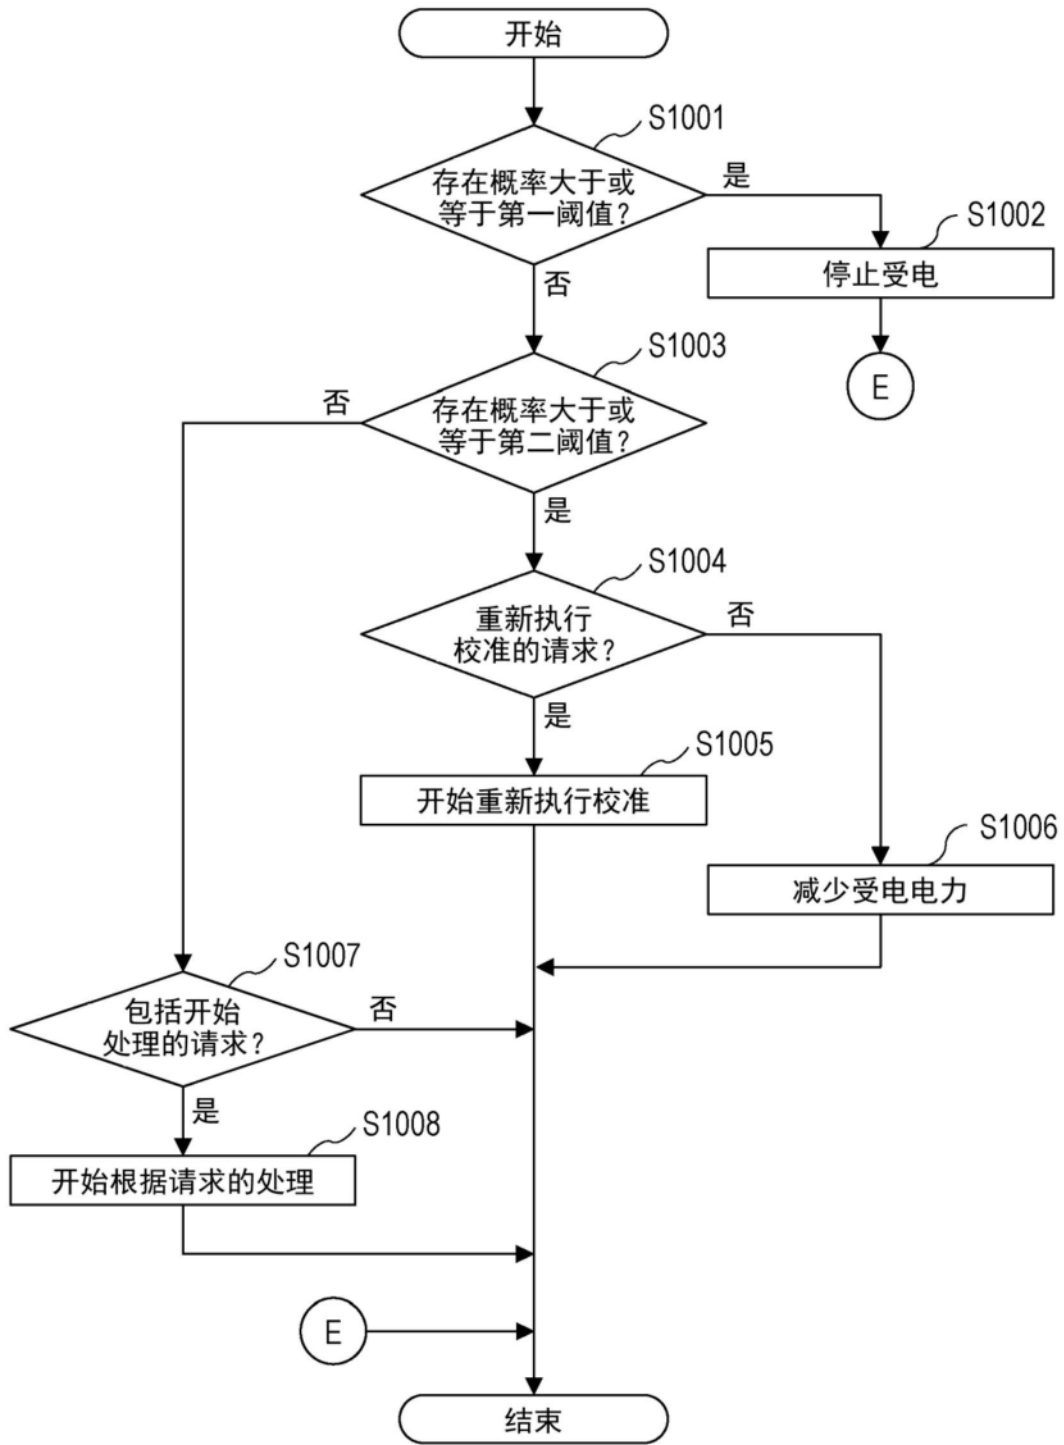 开始
S1001
存在概率大于或
等于第一阈值？
是
S1002
停止受电
否
E
S1003
存在概率大于或
等于第二阈值？
否
是
S1004
重新执行
校准的请求？
否
是
S1005
开始重新执行校准
S1006
减少受电电力
S1007
包括开始
处理的请求？
否
是
S1008
开始根据请求的处理
E
结束